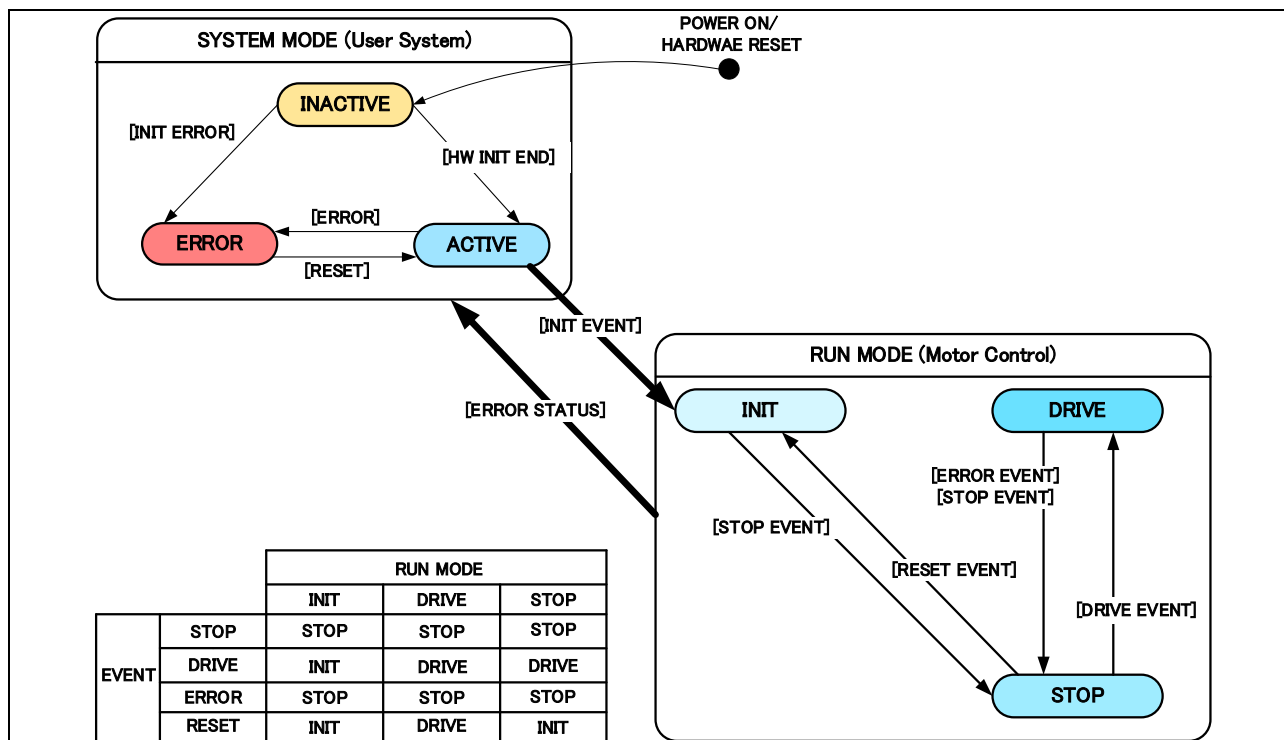 POWER ON/
HARDWAE RESET
SYSTEM MODE (User System)
INACTIVE
[INIT ERROR]
[HW INIT END]
[ERROR]
ERROR
ACTIVE
[RESET]
[INIT EVENT]
[ERROR STATUS]
RUN MODE (Motor Control)
INIT
DRIVE
[ERROR EVENT]
[STOP EVENT]
[STOP EVENT]
[RESET EVENT]
[DRIVE EVENT]
STOP
RUN MODE
INIT DRIVE STOP
EVENT
STOP STOP STOP STOP
DRIVE INIT DRIVE DRIVE
ERROR STOP STOP STOP
RESET INIT DRIVE INIT